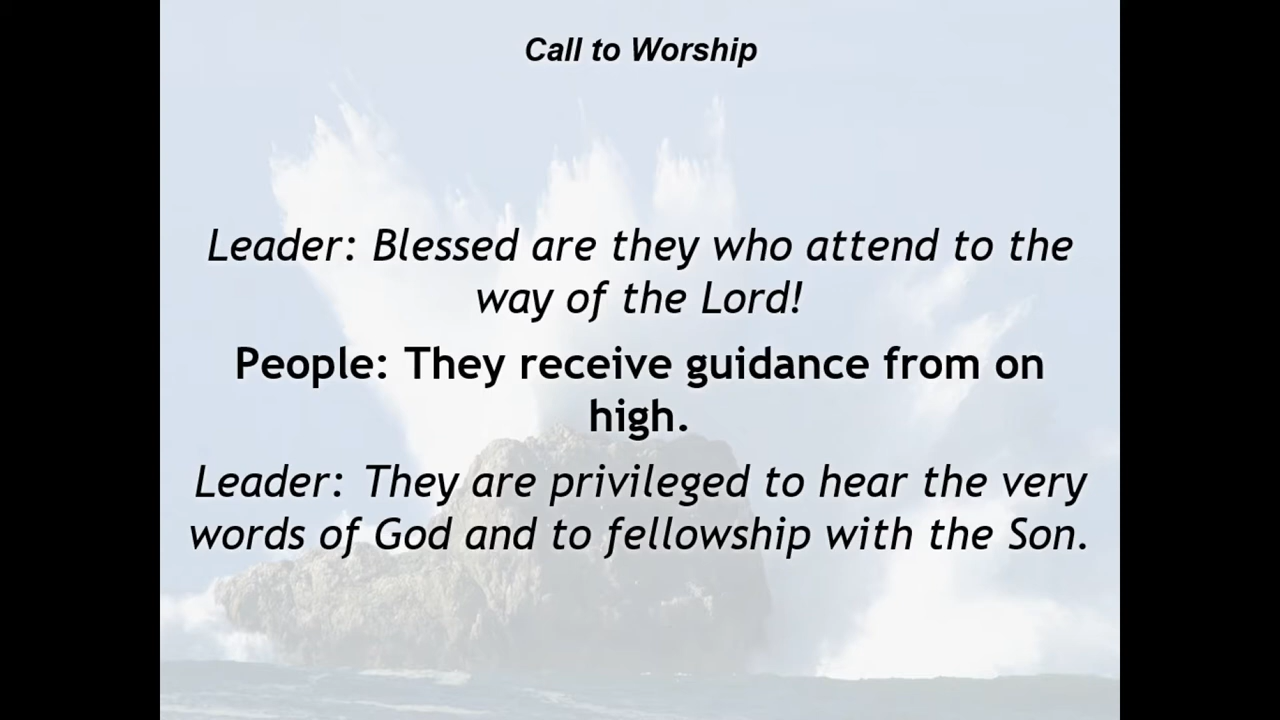 Call to Worship
Leader: Blessed are they who attend to the
way of the Lord!
People: They receive guidance from on
high.
Leader: They are privileged to hear the very
words of God and to fellowship with the Son.